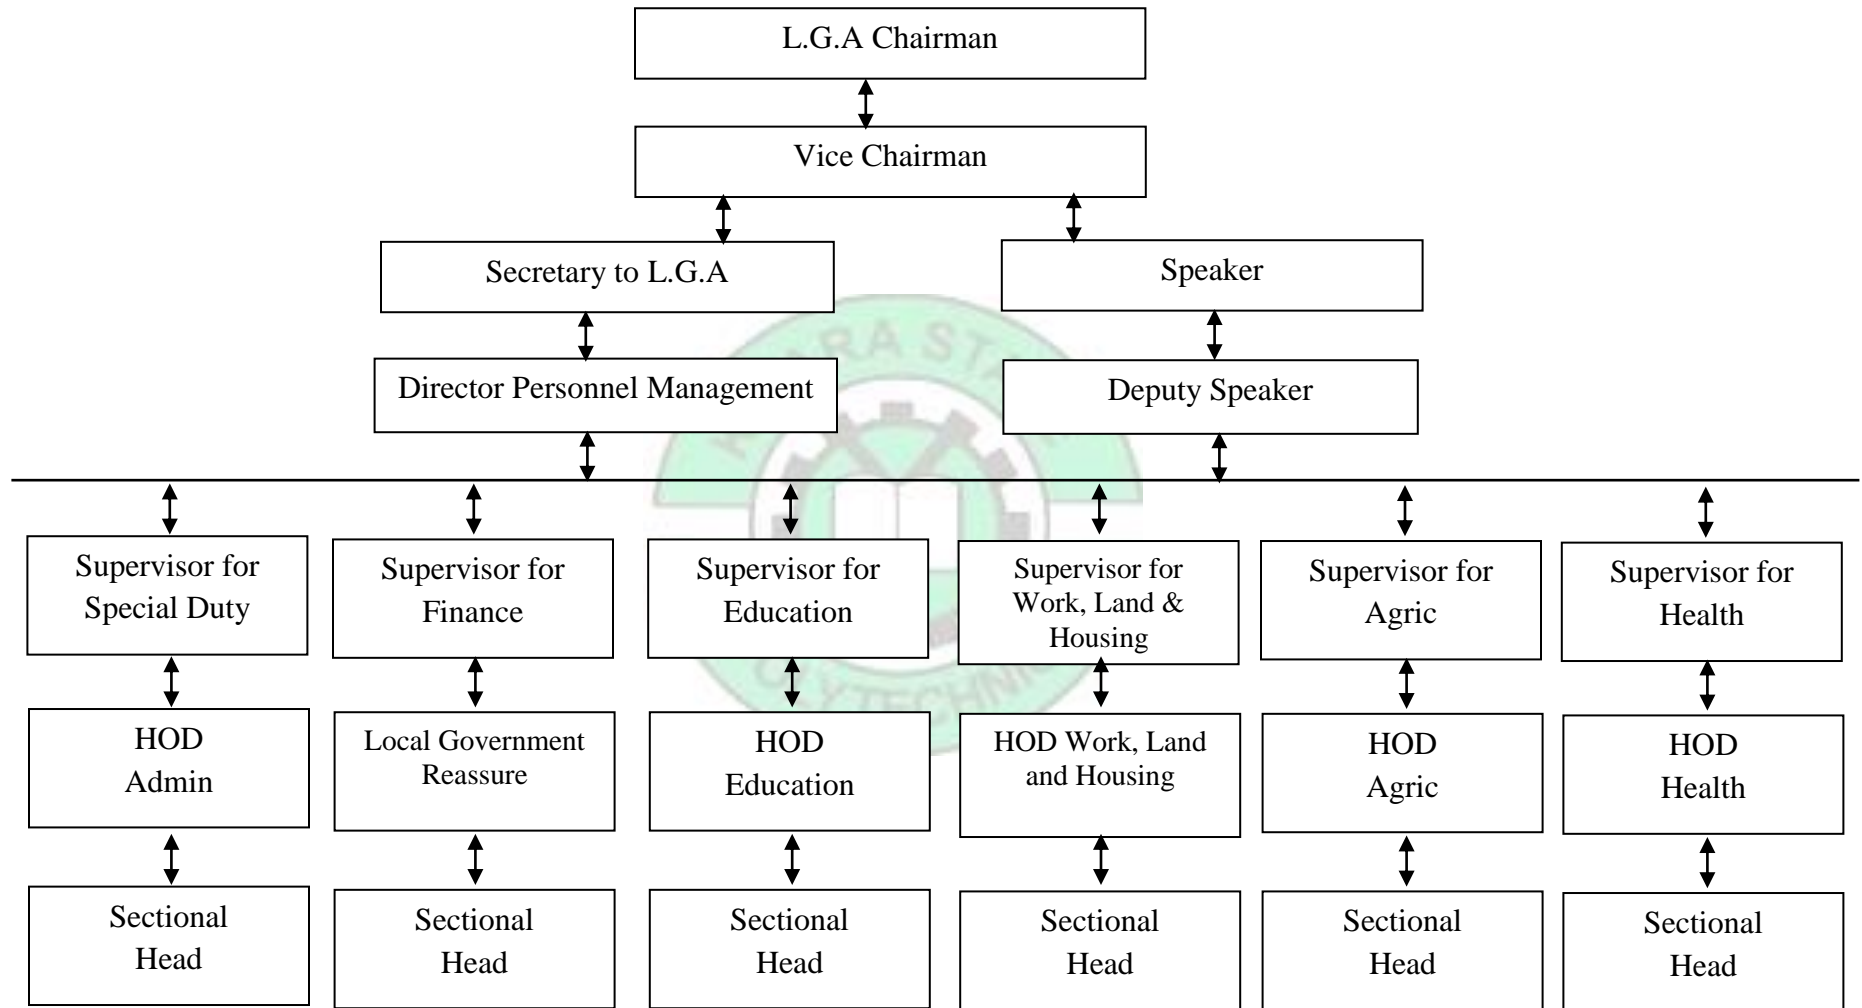 L.G.A Chairman
Vice Chairman
Secretary to L.G.A
Speaker
Director Personnel Management
Deputy Speaker
Supervisor for
Special Duty
Supervisor for
Finance
Supervisor for
Education
Supervisor for
Work, Land &
Housing
Supervisor for
Agric
Supervisor for
Health
HOD
Admin
Local Government
Reassure
HOD
Education
HOD Work, Land
and Housing
HOD
Agric
HOD
Health
Sectional
Head
Sectional
Head
Sectional
Head
Sectional
Head
Sectional
Head
Sectional
Head